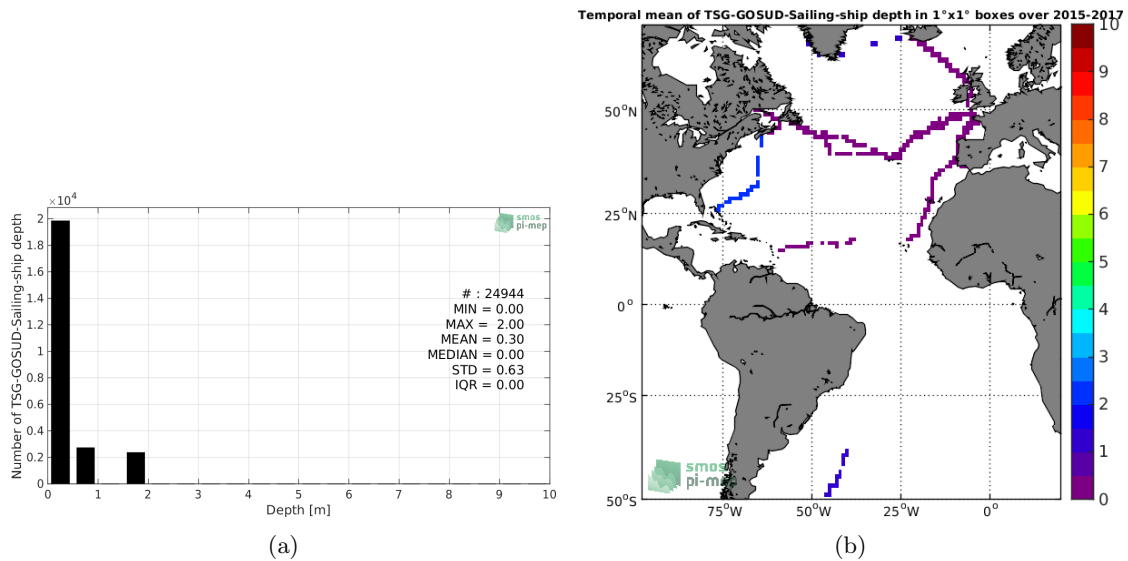 Temporal mean of TSG-GOSUD-Sailing-ship depth in 1°x1° boxes over 2015-2017
×10⁴
2
1.8
1.6
1.4
1.2
1
0.8
0.6
0.4
0.2
0
Number of TSG-GOSUD-Sailing-ship depth
smos
pi-mep
# : 24944
MIN = 0.00
MAX = 2.00
MEAN = 0.30
MEDIAN = 0.00
STD = 0.63
IQR = 0.00
0 1 2 3 4 5 6 7 8 9 10
Depth [m]
(a)
50°N
25°N
0°
25°S
50°S
75°W 50°W 25°W 0°
smos
pi-mep
10
9
8
7
6
5
4
3
2
1
0
(b)